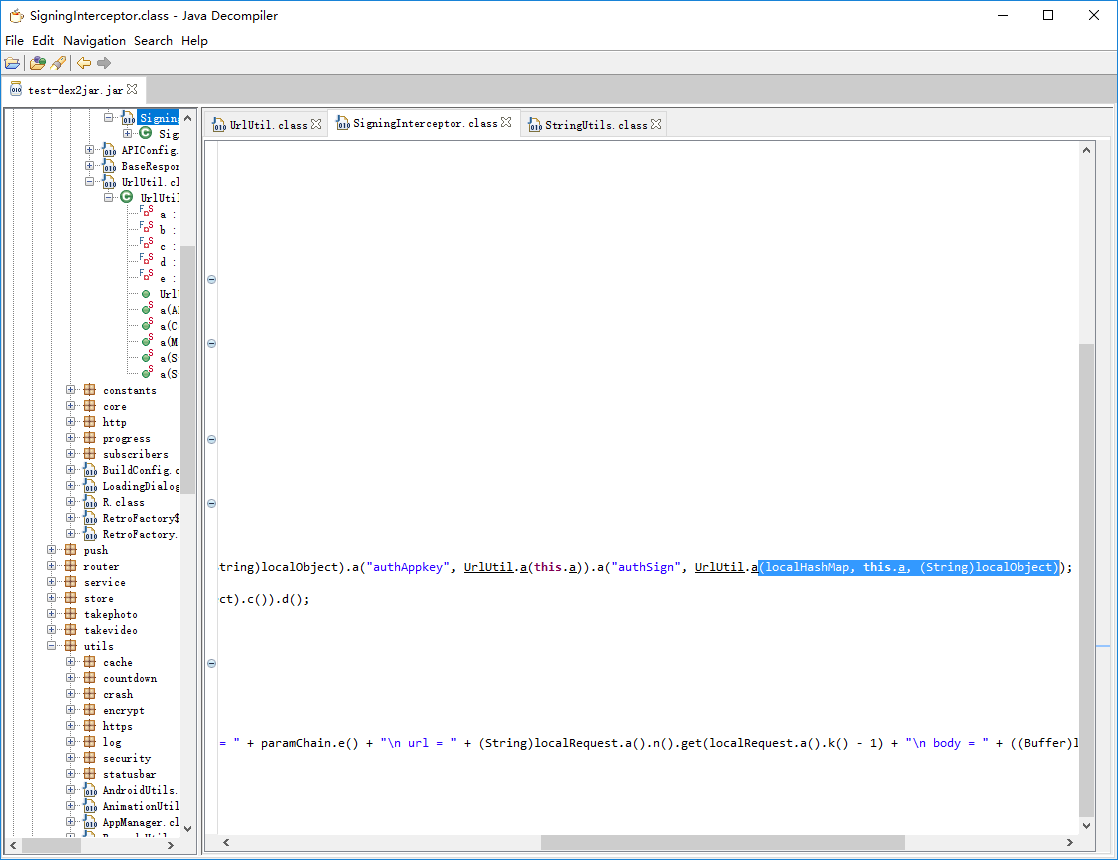 SigningInterceptor.class - Java Decompiler
File Edit Navigation Search Help
test-dex2jar.jar
Signing
Sig
APIConfig.
BaseRespon
UrlUtil.cl
UrlUtil
a :
b :
c :
d :
e :
Url
a(A
a(C
a(M
a(S
a(S
constants
core
http
progress
subscribers
BuildConfig.c
LoadingDialog
R.class
RetroFactory$
RetroFactory.
push
router
service
store
takephoto
takevideo
utils
cache
countdown
crash
encrypt
https
log
security
statusbar
AndroidUtils.
AnimationUtil
AppManager.cl
UrlUtil.class
SigningInterceptor.class
StringUtils.class
tring)localObject).a("authAppkey", UrlUtil.a(this.a)).a("authSign", UrlUtil.a(localHashMap, this.a, (String)localObject));
ct).c()).d();
= " + paramChain.e() + "\n url = " + (String)localRequest.a().n().get(localRequest.a().k() - 1) + "\n body = " + ((Buffer)l